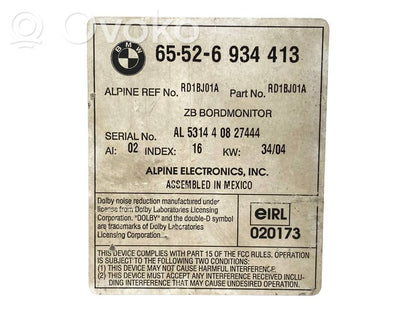 Ovoko
BMW
65-52-6 934 413
ALPINE REF No. RD1BJ01A Part No. RD1BJ01A
ZB BORDMONITOR
SERIAL No. AL 5314 4 08 27444
AI: 02 INDEX: 16 KW: 34/04
ALPINE ELECTRONICS, INC.
ASSEMBLED IN MEXICO
Dolby noise reduction manufactured under
license from Dolby Laboratories Licensing
Corporation. "DOLBY" and the double-D symbol
are trademarks of Dolby Laboratories
Licensing Corporation.
eIRL
020173
THIS DEVICE COMPLIES WITH PART 15 OF THE FCC RULES. OPERATION
IS SUBJECT TO THE FOLLOWING TWO CONDITIONS:
(1) THIS DEVICE MAY NOT CAUSE HARMFUL INTERFERENCE.
(2) THIS DEVICE MUST ACCEPT ANY INTERFERENCE RECEIVED INCLU-
DING INTERFERENCE THAT MAY CAUSE UNDESIRED OPERATION.